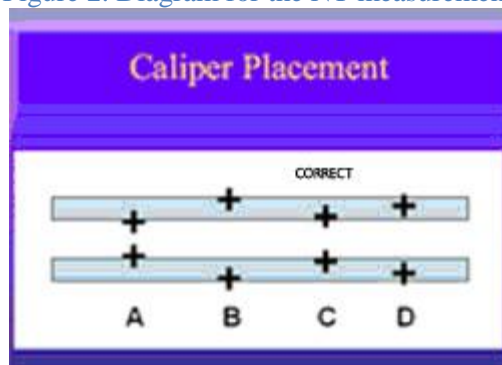 Figure 2. Diagram for the NT measurement
Caliper Placement
CORRECT
A B C D